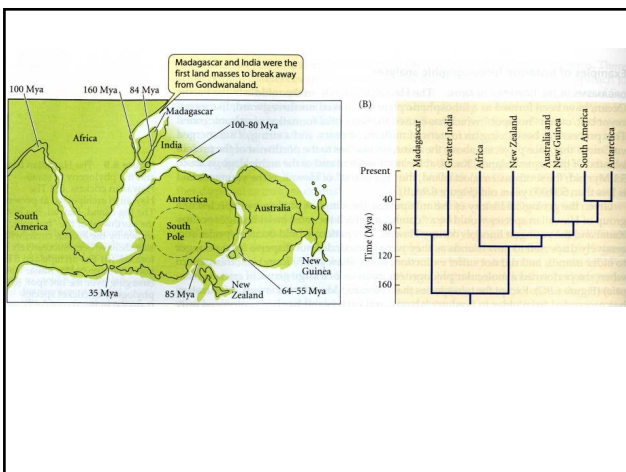 Madagascar and India were the
first land masses to break away
from Gondwanaland.
100 Mya
160 Mya
84 Mya
Madagascar
100-80 Mya
Africa
India
Antarctica
South
America
South
Pole
Australia
New
Guinea
35 Mya
85 Mya
New
Zealand
64–55 Mya
(B)
Madagascar
Greater India
Africa
New Zealand
Australia and
New Guinea
South America
Antarctica
Present
40
80
120
160
Time (Mya)